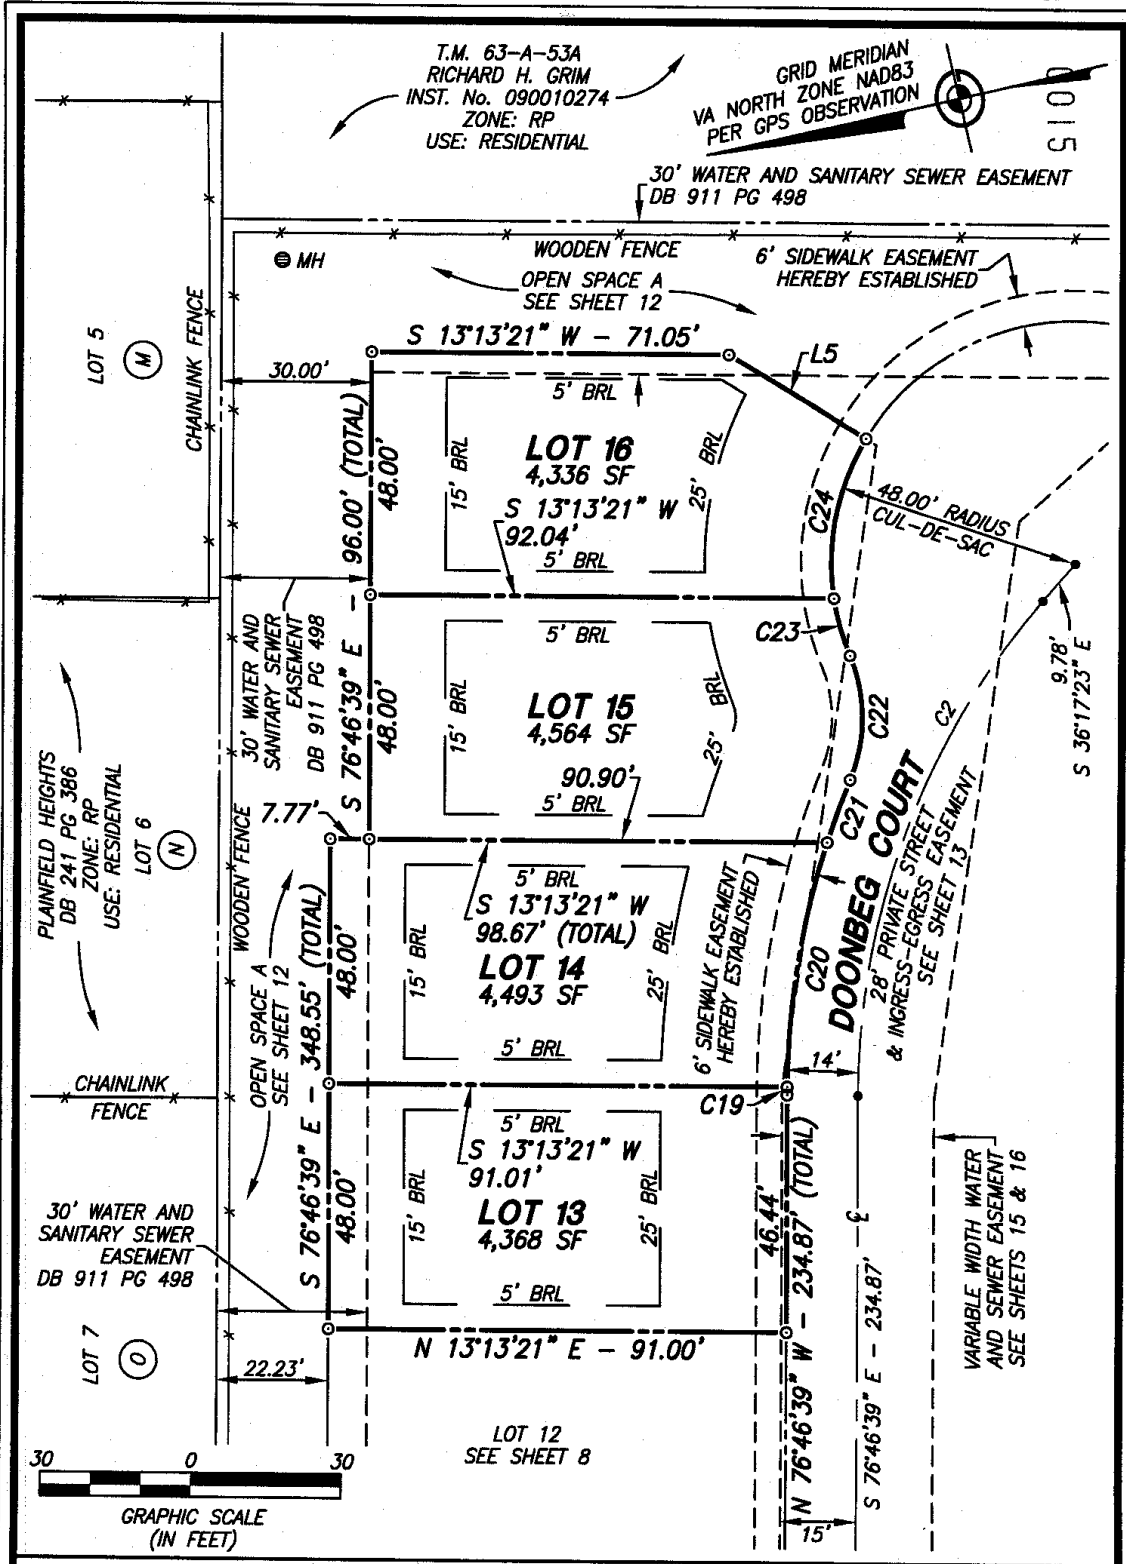 T.M. 63-A-53A
RICHARD H. GRIM
INST. No. 090010274
ZONE: RP
USE: RESIDENTIAL
GRID MERIDIAN
VA NORTH ZONE NAD83
PER GPS OBSERVATION
0015
30' WATER AND SANITARY SEWER EASEMENT
DB 911 PG 498
WOODEN FENCE
MH
OPEN SPACE A
SEE SHEET 12
6' SIDEWALK EASEMENT
HEREBY ESTABLISHED
LOT 5
M
CHAINLINK FENCE
S 13°13'21" W - 71.05'
L5
30.00'
5' BRL
LOT 16
4,336 SF
15' BRL
25' BRL
S 13°13'21" W
92.04'
5' BRL
S 76°46'39" E - 96.00' (TOTAL)
48.00'
C24
48.00' RADIUS
CUL-DE-SAC
30' WATER AND
SANITARY SEWER
EASEMENT
DB 911 PG 498
5' BRL
LOT 15
4,564 SF
15' BRL
25' BRL
90.90'
5' BRL
48.00'
C23
C22
C21
C2
9.78'
S 36°17'23" E
PLAINFIELD HEIGHTS
DB 241 PG 386
ZONE: RP
USE: RESIDENTIAL
LOT 6
N
WOODEN FENCE
7.77'
5' BRL
S 13°13'21" W
98.67' (TOTAL)
LOT 14
4,493 SF
15' BRL
25' BRL
5' BRL
48.00'
S 76°46'39" E - 348.55' (TOTAL)
OPEN SPACE A
SEE SHEET 12
6' SIDEWALK EASEMENT
HEREBY ESTABLISHED
C20
DOONBEG COURT
28' PRIVATE STREET
& INGRESS-EGRESS EASEMENT
SEE SHEET 13
14'
CHAINLINK
FENCE
C19
5' BRL
S 13°13'21" W
91.01'
LOT 13
4,368 SF
15' BRL
25' BRL
5' BRL
48.00'
46.44'
N 76°46'39" W - 234.87' (TOTAL)
℄
S 76°46'39" E - 234.87'
VARIABLE WIDTH WATER
AND SEWER EASEMENT
SEE SHEETS 15 & 16
30' WATER AND
SANITARY SEWER
EASEMENT
DB 911 PG 498
N 13°13'21" E - 91.00'
LOT 7
O
22.23'
LOT 12
SEE SHEET 8
15'
30 0 30
GRAPHIC SCALE
(IN FEET)